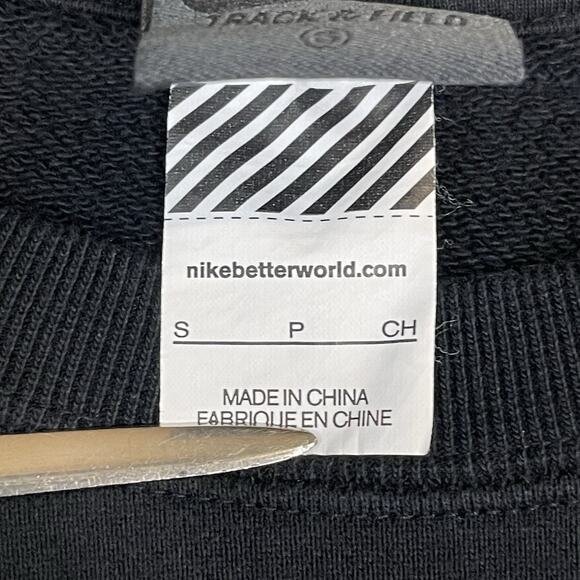 TRACK & FIELD
S
nikebetterworld.com
S P CH
MADE IN CHINA
FABRIQUE EN CHINE